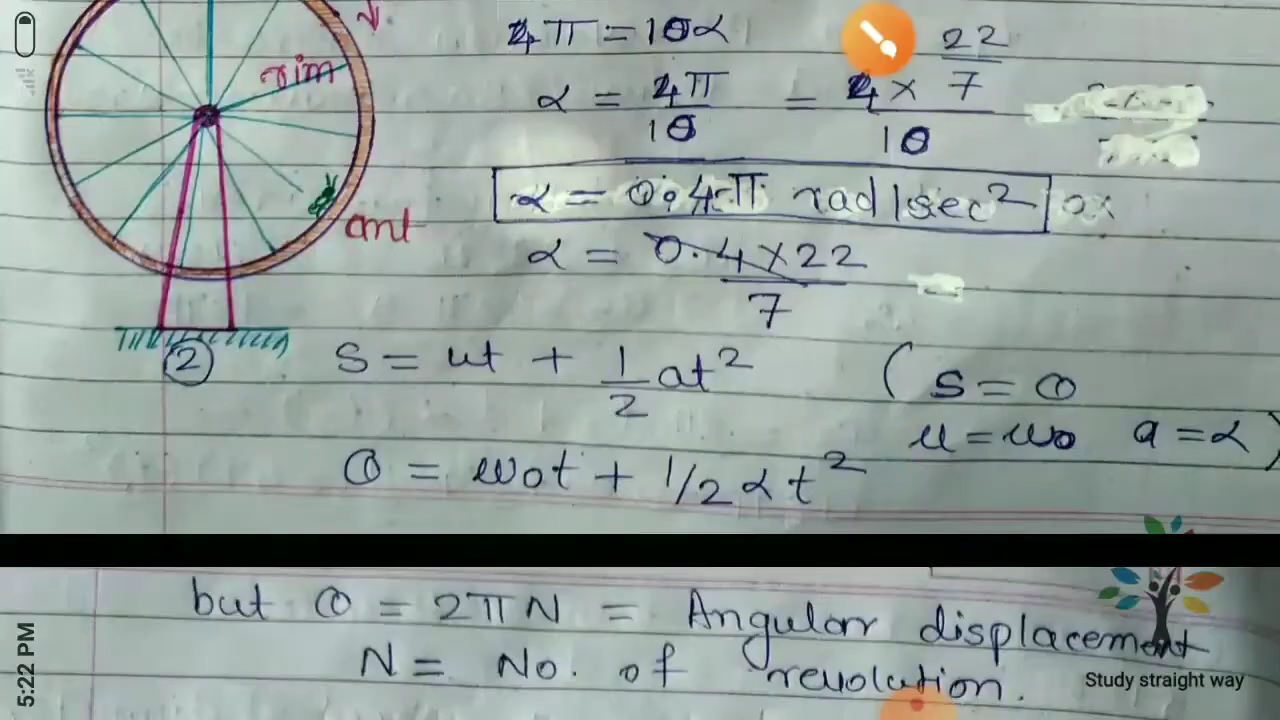 4π = 10α
22
α = 4π = 4 × 7
10 10
rim
α = 0.4π rad/sec² or
ant
α = 0.4×22
7
② S = ut + 1/2 at² ( S = θ
u = ω₀ a = α )
θ = ω₀t + 1/2 αt²
but θ = 2πN = Angular displacement
N = No. of revolution.
Study straight way
5:22 PM